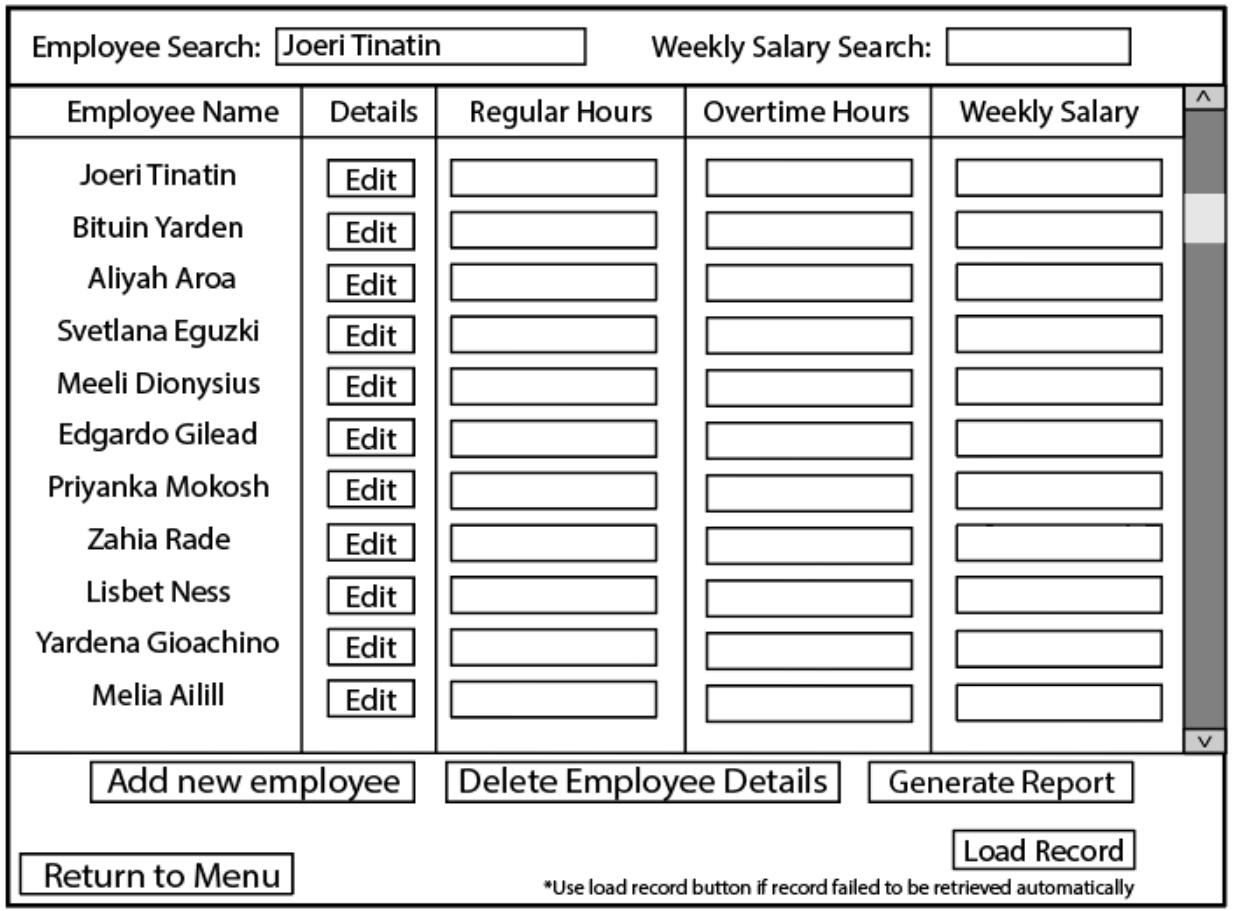 Employee Search: Joeri Tinatin Weekly Salary Search:
Employee Name Details Regular Hours Overtime Hours Weekly Salary
Joeri Tinatin Edit
Bituin Yarden Edit
Aliyah Aroa Edit
Svetlana Eguzki Edit
Meeli Dionysius Edit
Edgardo Gilead Edit
Priyanka Mokosh Edit
Zahia Rade Edit
Lisbet Ness Edit
Yardena Gioachino Edit
Melia Ailill Edit
Add new employee Delete Employee Details Generate Report
Load Record
Return to Menu
*Use load record button if record failed to be retrieved automatically